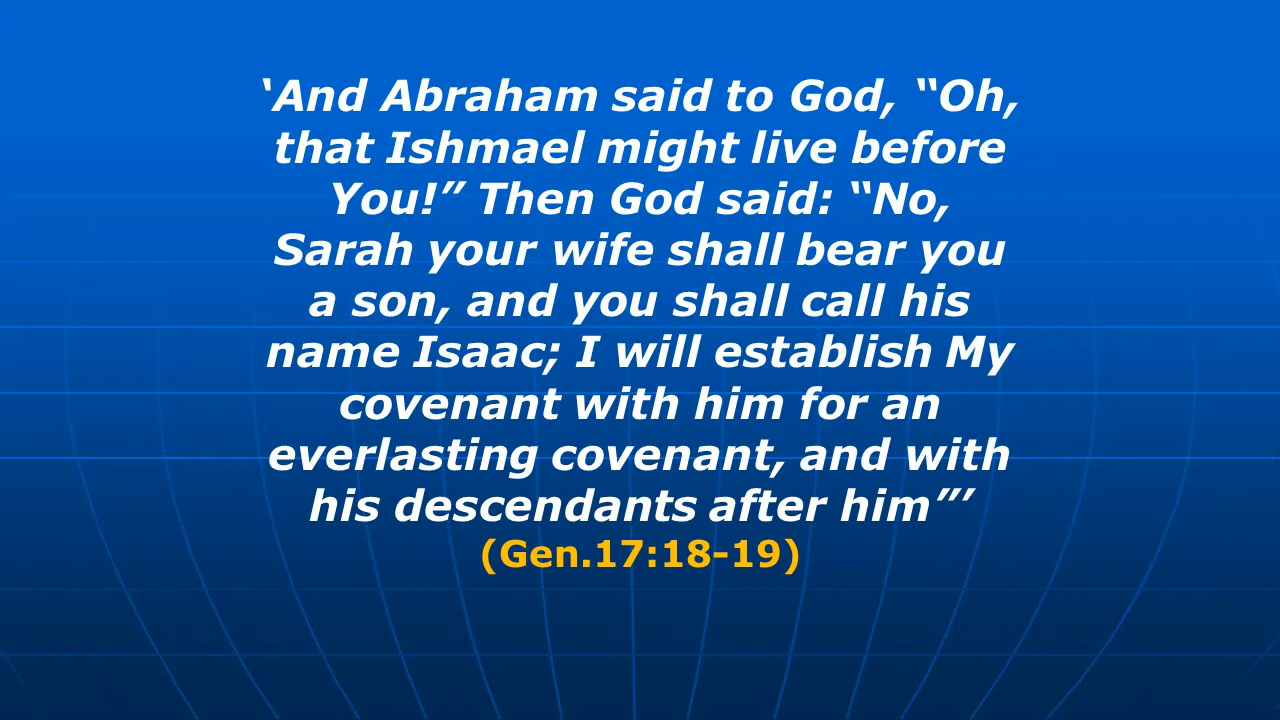 ‘And Abraham said to God, “Oh,
that Ishmael might live before
You!” Then God said: “No,
Sarah your wife shall bear you
a son, and you shall call his
name Isaac; I will establish My
covenant with him for an
everlasting covenant, and with
his descendants after him”’
(Gen.17:18-19)